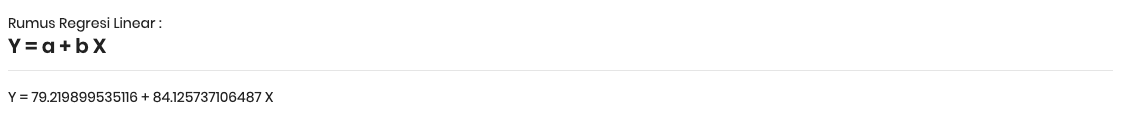 Rumus Regresi Linear :
Y = a + b X
Y = 79.219899535116 + 84.125737106487 X